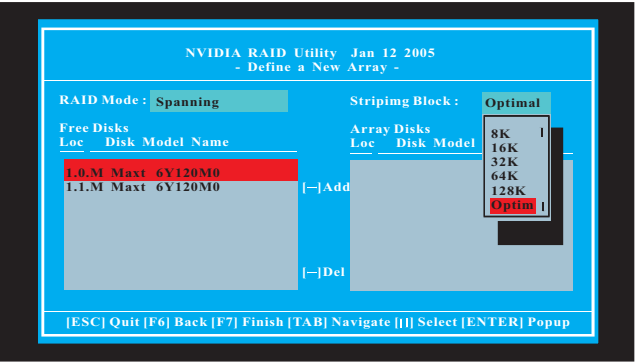 NVIDIA RAID Utility Jan 12 2005
- Define a New Array -
RAID Mode : Spanning
Stripimg Block : Optimal
Free Disks
Loc Disk Model Name
Array Disks
Loc Disk Model
8K
16K
32K
64K
128K
Optim
1.0.M Maxt 6Y120M0
1.1.M Maxt 6Y120M0
[—]Add
[—]Del
[ESC] Quit [F6] Back [F7] Finish [TAB] Navigate [||] Select [ENTER] Popup